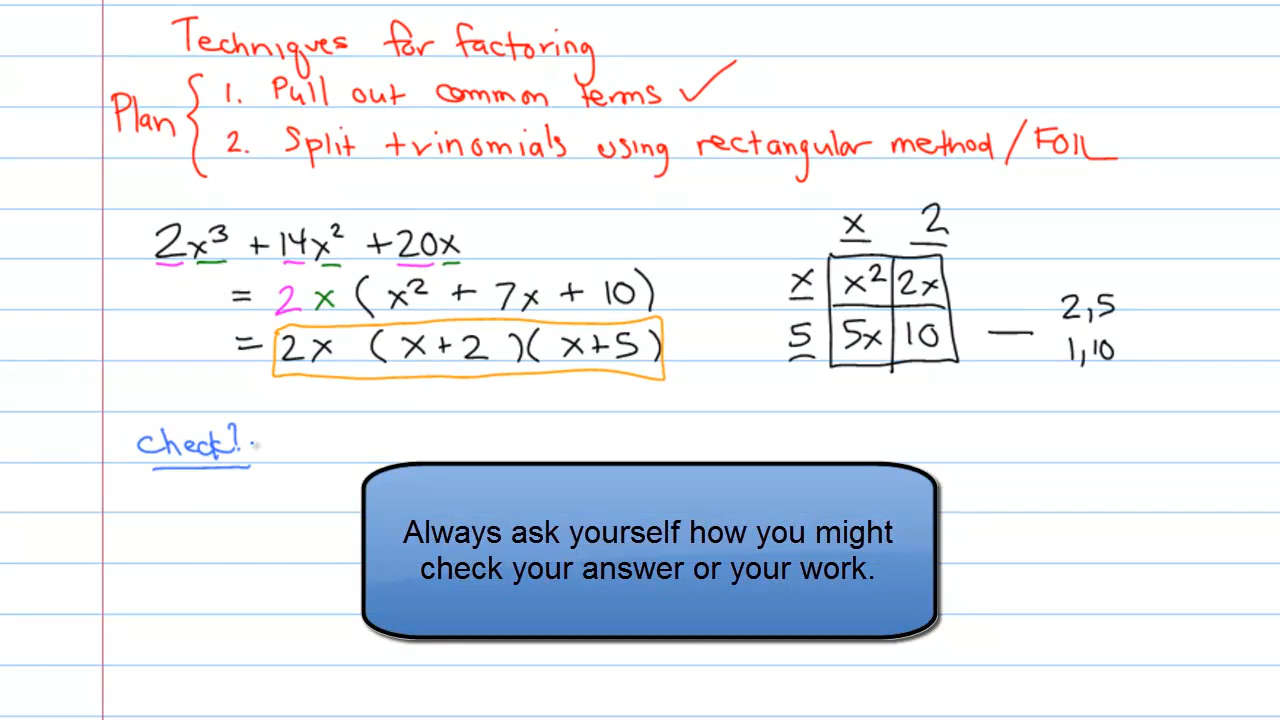 Techniques for factoring
Plan { 1. Pull out common terms ✓
2. Split trinomials using rectangular method / FOIL
2x³ + 14x² + 20x
= 2x (x² + 7x + 10)
= 2x (x+2)(x+5)
x 2
x x² 2x
5 5x 10 — 2,5
1,10
Check?
Always ask yourself how you might
check your answer or your work.